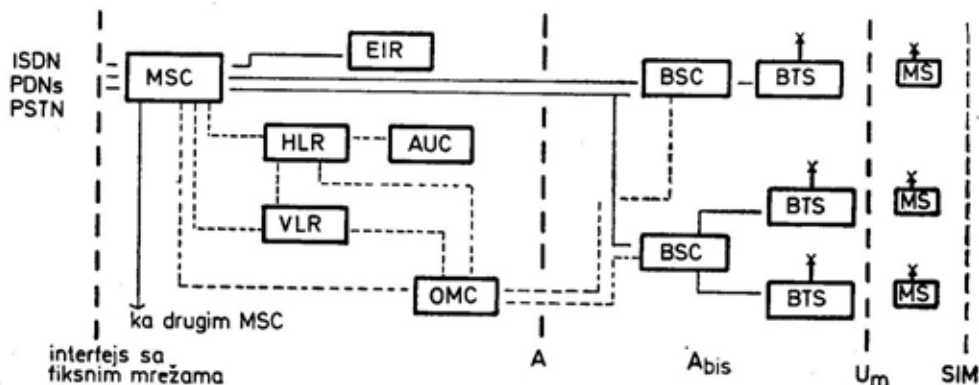 ISDN
PDNs
PSTN
MSC
EIR
BSC
BTS
MS
HLR
AUC
VLR
BTS
MS
BSC
OMC
BTS
MS
ka drugim MSC
interfejs sa
fiksnim mrežama
A
Abis
Um
SIM